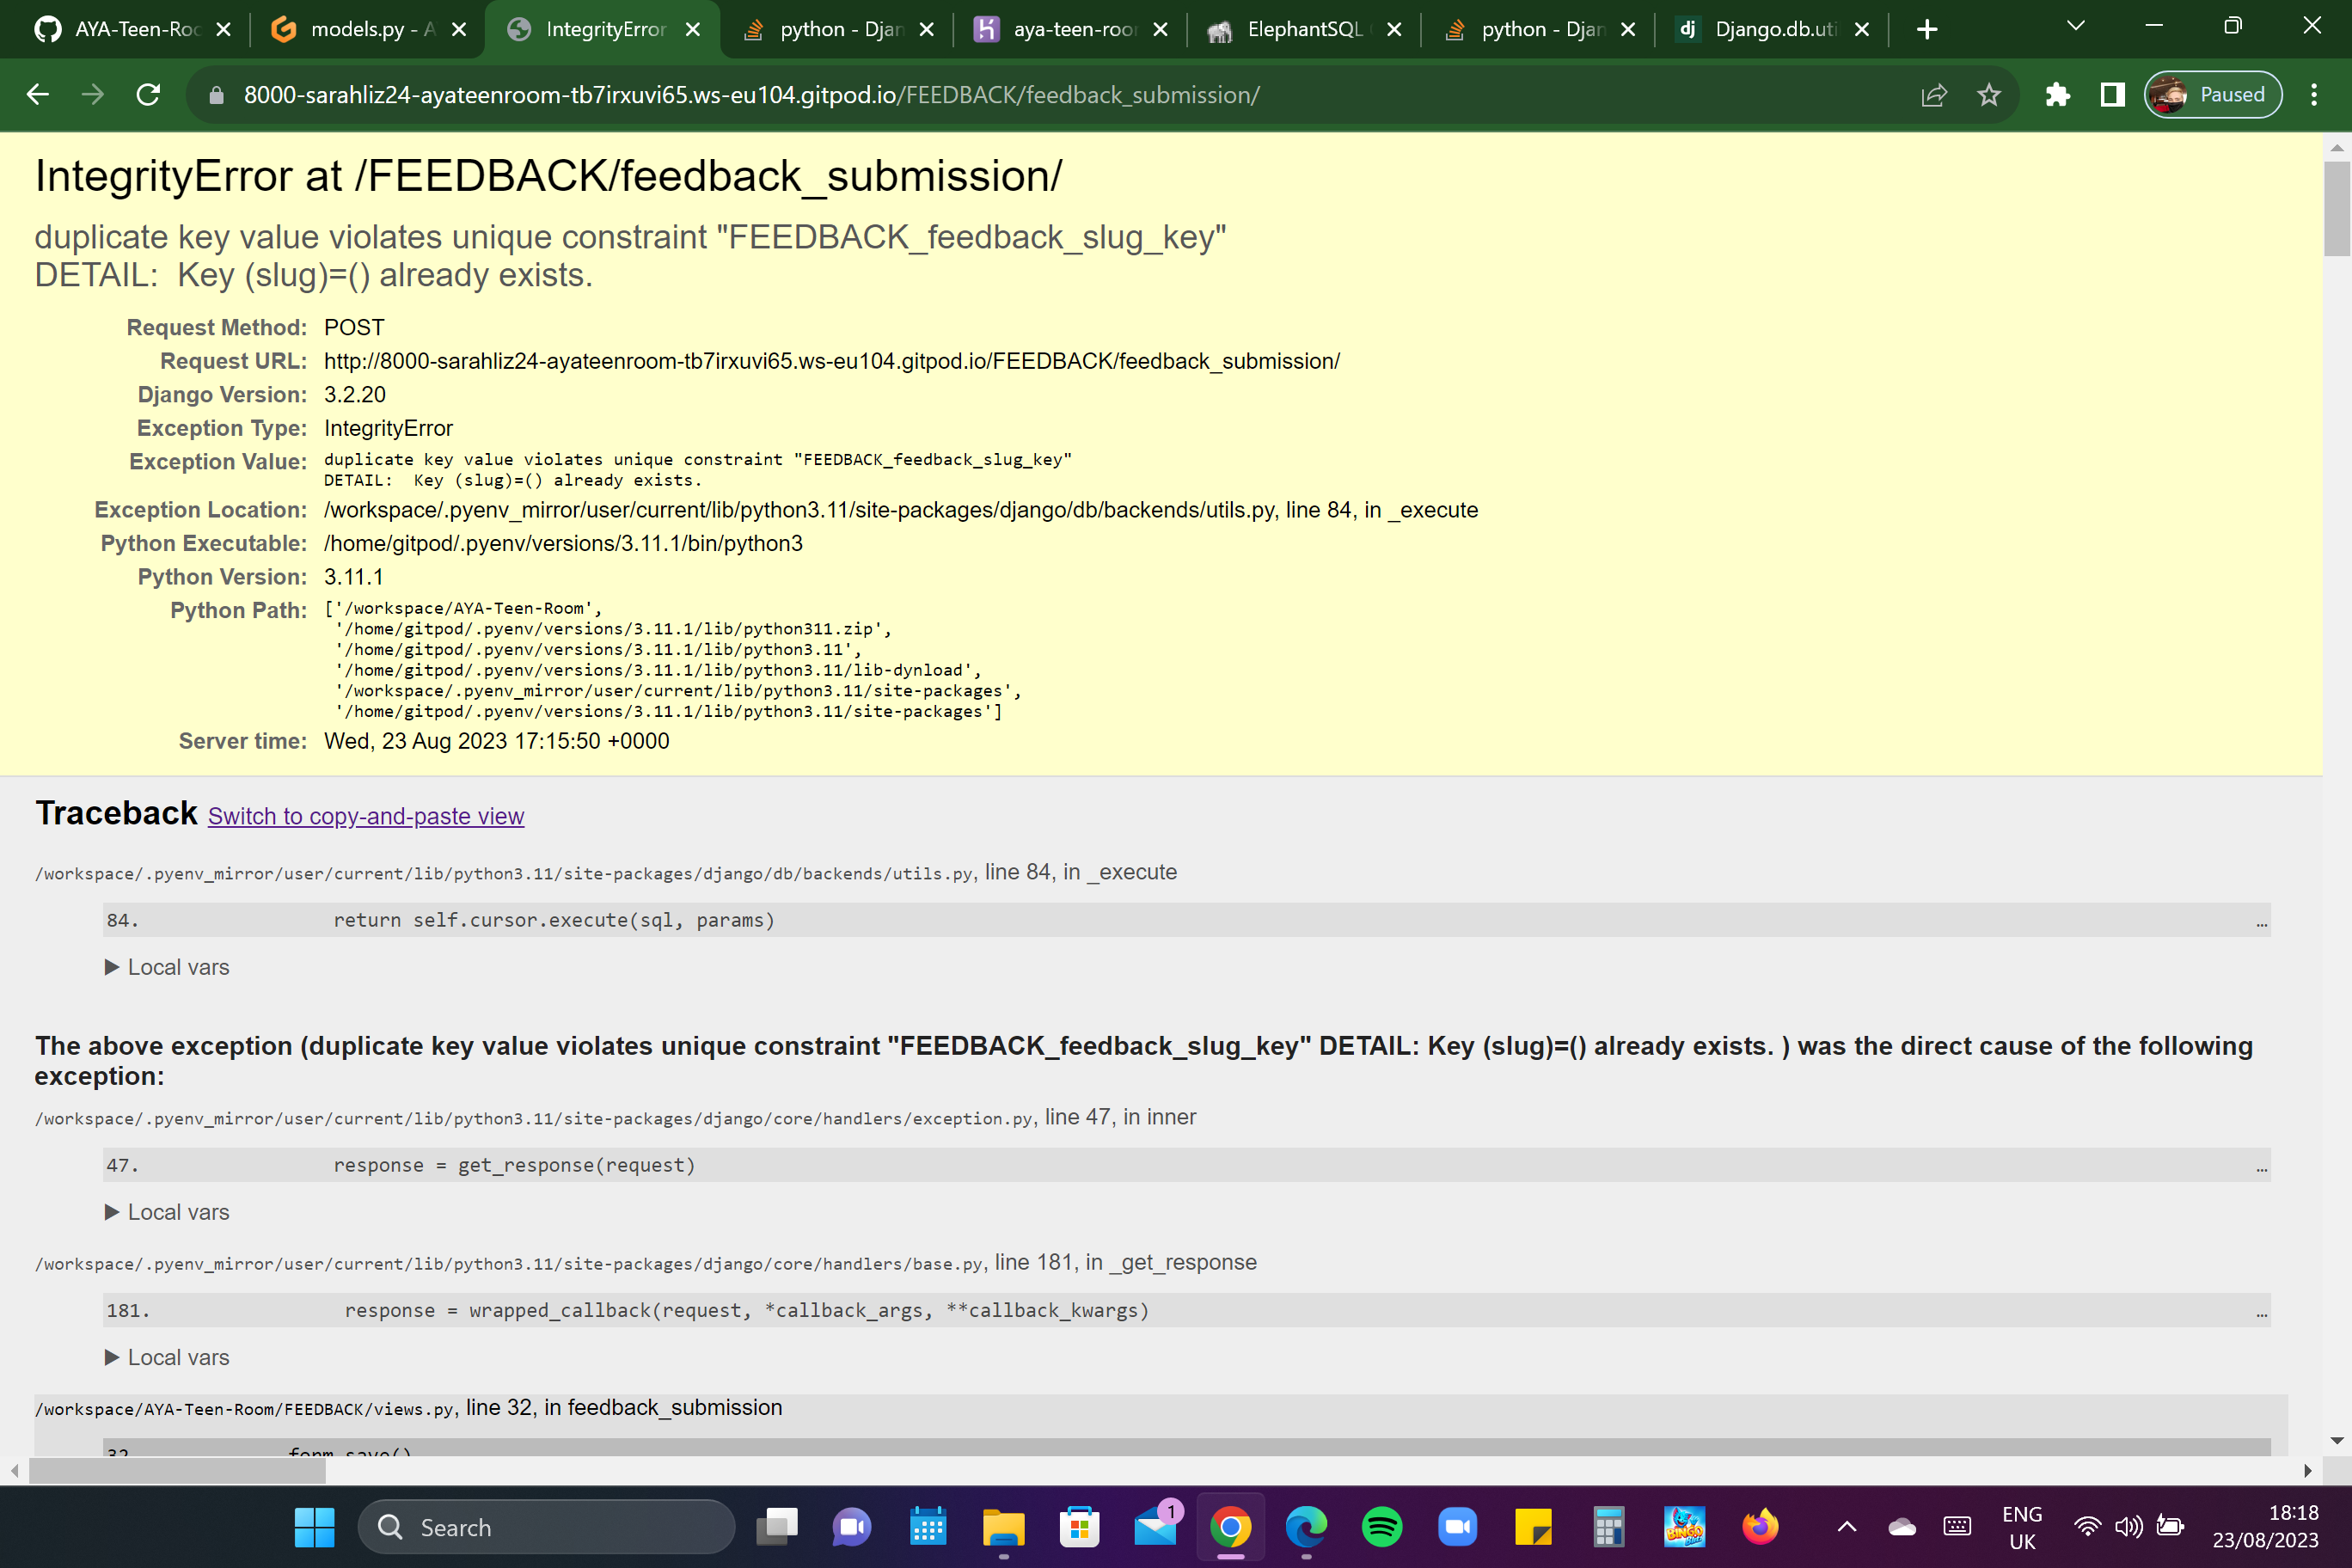 AYA-Teen-Roo
models.py - A
IntegrityError
python - Djan
aya-teen-roor
ElephantSQL
python - Djan
Django.db.uti
8000-sarahliz24-ayateenroom-tb7irxuvi65.ws-eu104.gitpod.io/FEEDBACK/feedback_submission/
Paused
IntegrityError at /FEEDBACK/feedback_submission/
duplicate key value violates unique constraint "FEEDBACK_feedback_slug_key"
DETAIL:  Key (slug)=() already exists.
Request Method: POST
Request URL: http://8000-sarahliz24-ayateenroom-tb7irxuvi65.ws-eu104.gitpod.io/FEEDBACK/feedback_submission/
Django Version: 3.2.20
Exception Type: IntegrityError
Exception Value: duplicate key value violates unique constraint "FEEDBACK_feedback_slug_key"
DETAIL:  Key (slug)=() already exists.
Exception Location: /workspace/.pyenv_mirror/user/current/lib/python3.11/site-packages/django/db/backends/utils.py, line 84, in _execute
Python Executable: /home/gitpod/.pyenv/versions/3.11.1/bin/python3
Python Version: 3.11.1
Python Path: ['/workspace/AYA-Teen-Room',
'/home/gitpod/.pyenv/versions/3.11.1/lib/python311.zip',
'/home/gitpod/.pyenv/versions/3.11.1/lib/python3.11',
'/home/gitpod/.pyenv/versions/3.11.1/lib/python3.11/lib-dynload',
'/workspace/.pyenv_mirror/user/current/lib/python3.11/site-packages',
'/home/gitpod/.pyenv/versions/3.11.1/lib/python3.11/site-packages']
Server time: Wed, 23 Aug 2023 17:15:50 +0000
Traceback Switch to copy-and-paste view
/workspace/.pyenv_mirror/user/current/lib/python3.11/site-packages/django/db/backends/utils.py, line 84, in _execute
84. return self.cursor.execute(sql, params) …
▶ Local vars
The above exception (duplicate key value violates unique constraint "FEEDBACK_feedback_slug_key" DETAIL: Key (slug)=() already exists. ) was the direct cause of the following
exception:
/workspace/.pyenv_mirror/user/current/lib/python3.11/site-packages/django/core/handlers/exception.py, line 47, in inner
47. response = get_response(request) …
▶ Local vars
/workspace/.pyenv_mirror/user/current/lib/python3.11/site-packages/django/core/handlers/base.py, line 181, in _get_response
181. response = wrapped_callback(request, *callback_args, **callback_kwargs) …
▶ Local vars
/workspace/AYA-Teen-Room/FEEDBACK/views.py, line 32, in feedback_submission
32. form.save()
Search
1
BINGO
ENG
UK
18:18
23/08/2023